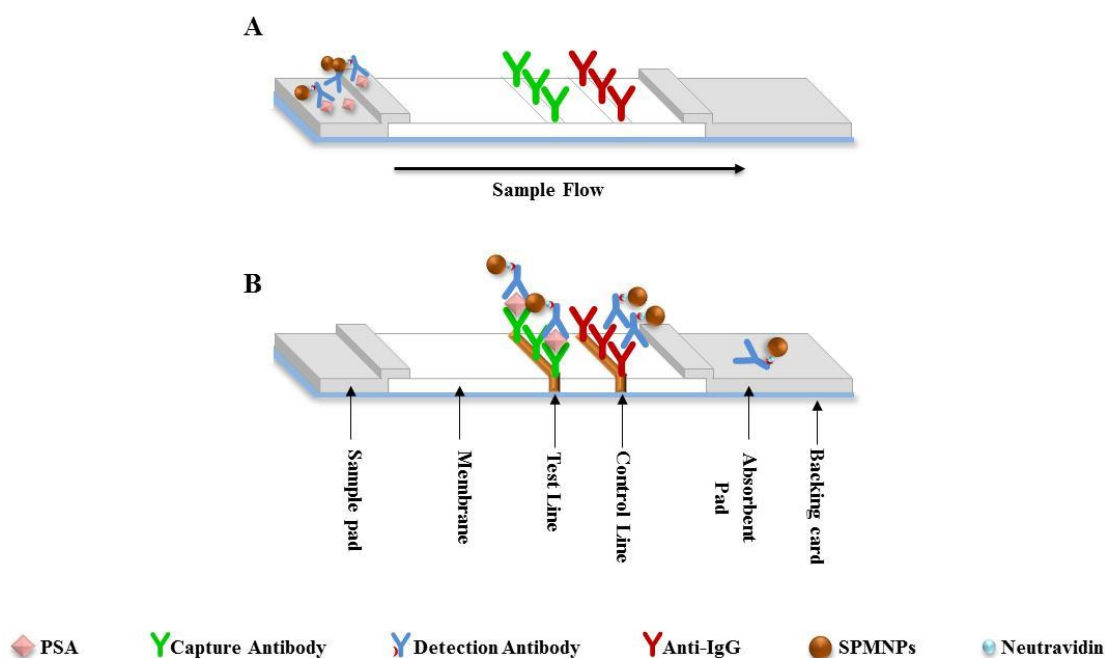 A
Sample Flow
B
Sample pad
Membrane
Test Line
Control Line
Absorbent
Pad
Backing card
PSA
Capture Antibody
Detection Antibody
Anti-IgG
SPMNPs
Neutravidin